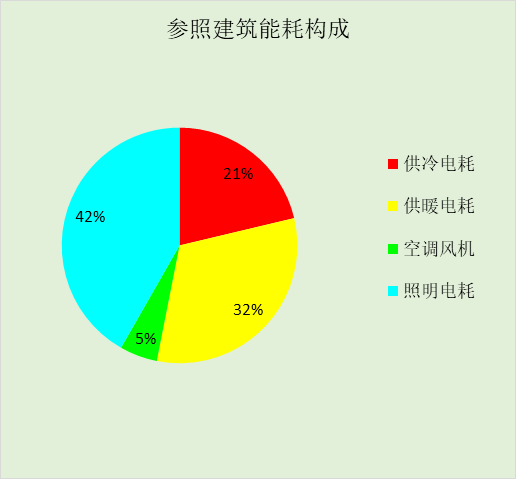 参照建筑能耗构成
21%
32%
5%
42%
供冷电耗
供暖电耗
空调风机
照明电耗